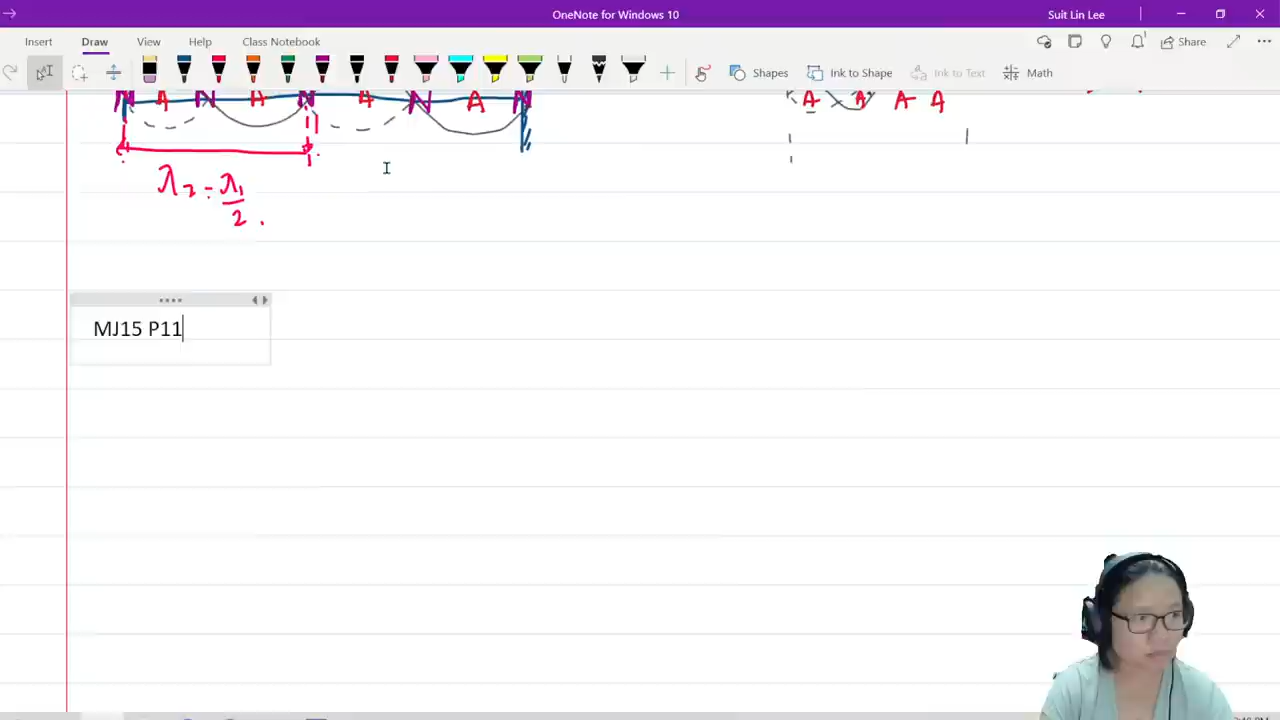 OneNote for Windows 10
Suit Lin Lee
Insert Draw View Help Class Notebook
Share
Shapes Ink to Shape Ink to Text Math
N A N A N A N A N
A A A A
λ₂ = λ₁/2 .
MJ15 P11